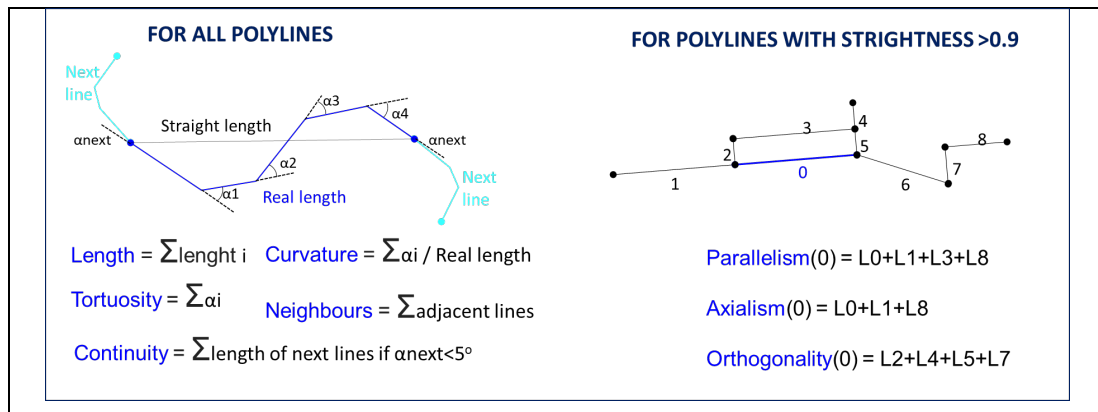 FOR ALL POLYLINES
Next
line
αnext
Straight length
α1
α2
α3
α4
αnext
Real length
Next
line
Length = Σlenght i
Curvature = Σαi / Real length
Tortuosity = Σαi
Neighbours = Σadjacent lines
Continuity = Σlength of next lines if αnext<5º
FOR POLYLINES WITH STRIGHTNESS >0.9
1
2
3
4
5
0
6
7
8
Parallelism(0) = L0+L1+L3+L8
Axialism(0) = L0+L1+L8
Orthogonality(0) = L2+L4+L5+L7